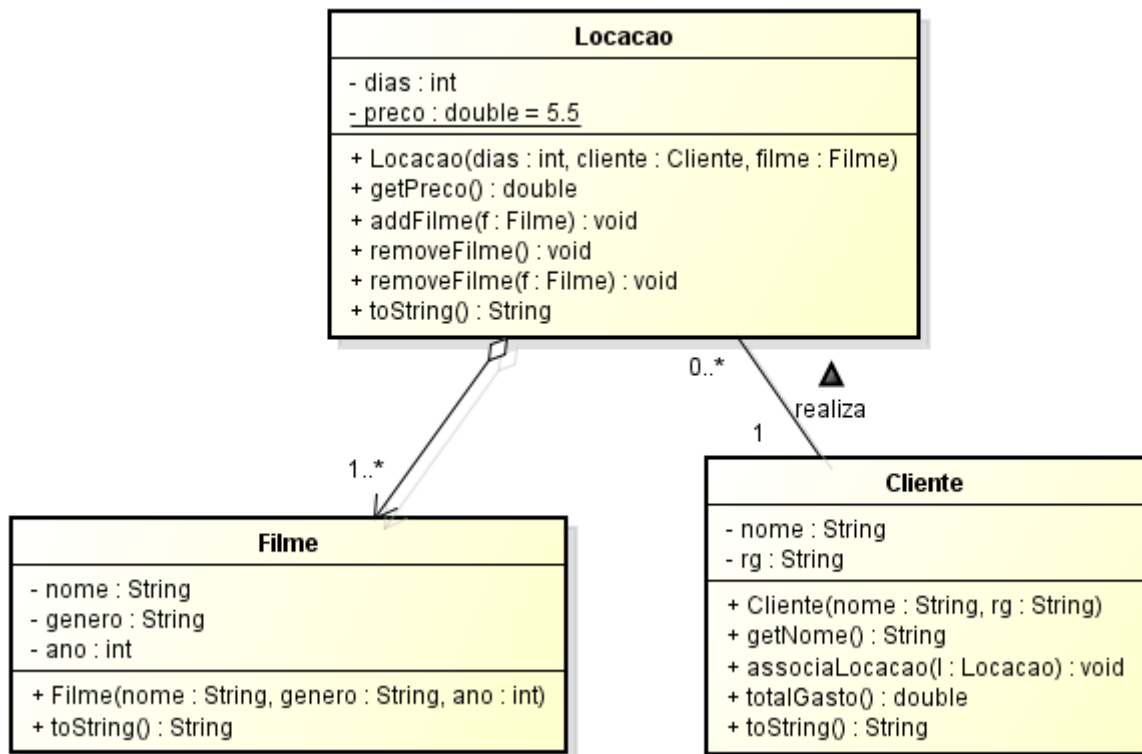 Locacao
- dias : int
- preco : double = 5.5
+ Locacao(dias : int, cliente : Cliente, filme : Filme)
+ getPreco() : double
+ addFilme(f : Filme) : void
+ removeFilme() : void
+ removeFilme(f : Filme) : void
+ toString() : String
0..*
realiza
1
1..*
Filme
- nome : String
- genero : String
- ano : int
+ Filme(nome : String, genero : String, ano : int)
+ toString() : String
Cliente
- nome : String
- rg : String
+ Cliente(nome : String, rg : String)
+ getNome() : String
+ associaLocacao(l : Locacao) : void
+ totalGasto() : double
+ toString() : String